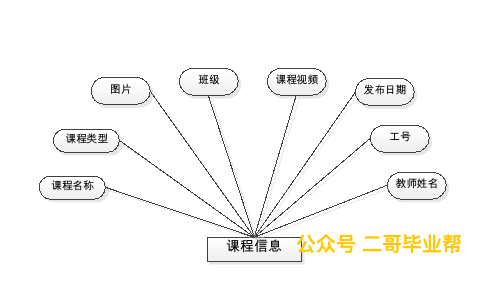 班级
课程视频
图片
发布日期
课程类型
工号
课程名称
教师姓名
课程信息
公众号 二哥毕业帮